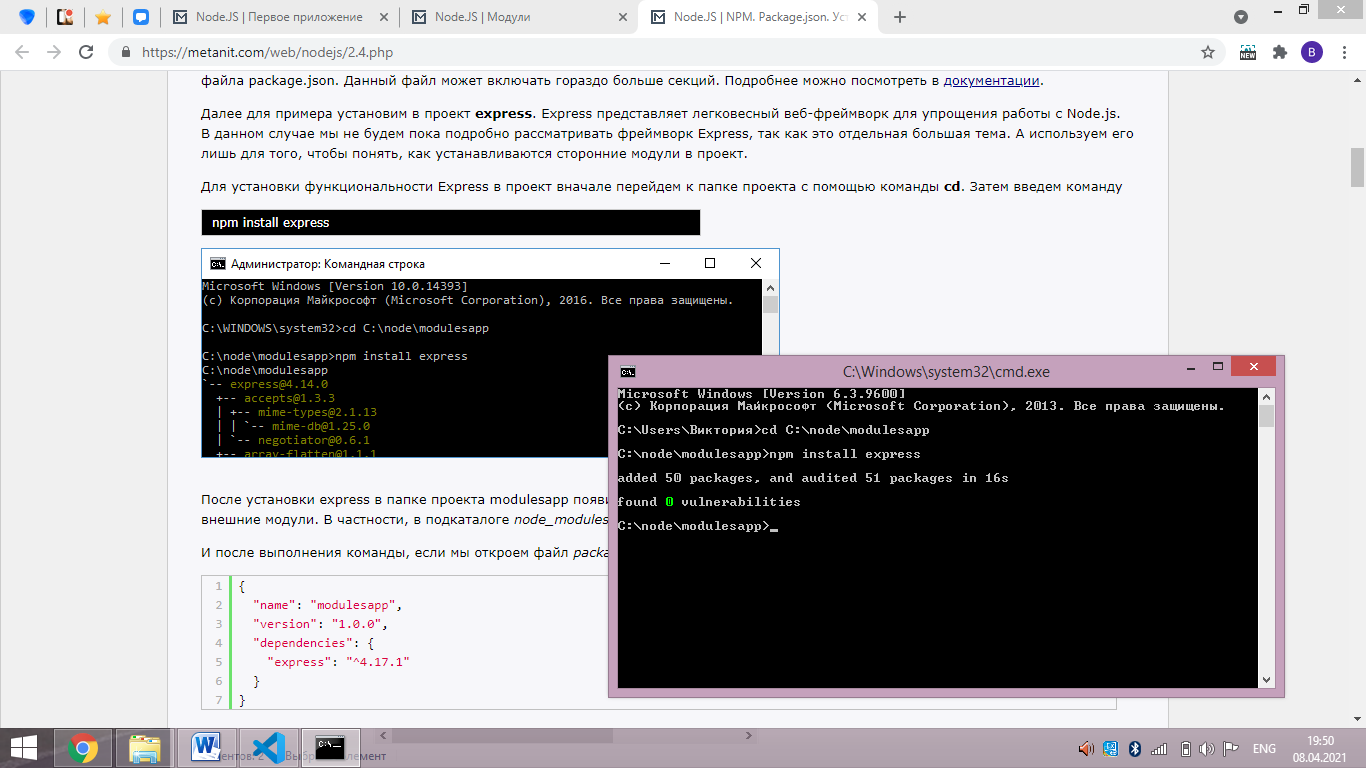 Node.JS | Первое приложение
Node.JS | Модули
Node.JS | NPM. Package.json. Ус
https://metanit.com/web/nodejs/2.4.php
NEW
B
файла package.json. Данный файл может включать гораздо больше секций. Подробнее можно посмотреть в документации.
Далее для примера установим в проект express. Express представляет легковесный веб-фреймворк для упрощения работы с Node.js.
В данном случае мы не будем пока подробно рассматривать фреймворк Express, так как это отдельная большая тема. А используем его
лишь для того, чтобы понять, как устанавливаются сторонние модули в проект.
Для установки функциональности Express в проект вначале перейдем к папке проекта с помощью команды cd. Затем введем команду
npm install express
Администратор: Командная строка
Microsoft Windows [Version 10.0.14393]
(c) Корпорация Майкрософт (Microsoft Corporation), 2016. Все права защищены.
C:\WINDOWS\system32>cd C:\node\modulesapp
C:\node\modulesapp>npm install express
C:\node\modulesapp
`-- express@4.14.0
+-- accepts@1.3.3
| +-- mime-types@2.1.13
| | `-- mime-db@1.25.0
| `-- negotiator@0.6.1
+-- array-flatten@1.1.1
C:\Windows\system32\cmd.exe
Microsoft Windows [Version 6.3.9600]
(c) Корпорация Майкрософт (Microsoft Corporation), 2013. Все права защищены.
C:\Users\Виктория>cd C:\node\modulesapp
C:\node\modulesapp>npm install express
added 50 packages, and audited 51 packages in 16s
found 0 vulnerabilities
C:\node\modulesapp>_
После установки express в папке проекта modulesapp появи
внешние модули. В частности, в подкаталоге node_modules
И после выполнения команды, если мы откроем файл packa
1 {
2 "name": "modulesapp",
3 "version": "1.0.0",
4 "dependencies": {
5 "express": "^4.17.1"
6 }
7 }
ENG
19:50
08.04.2021